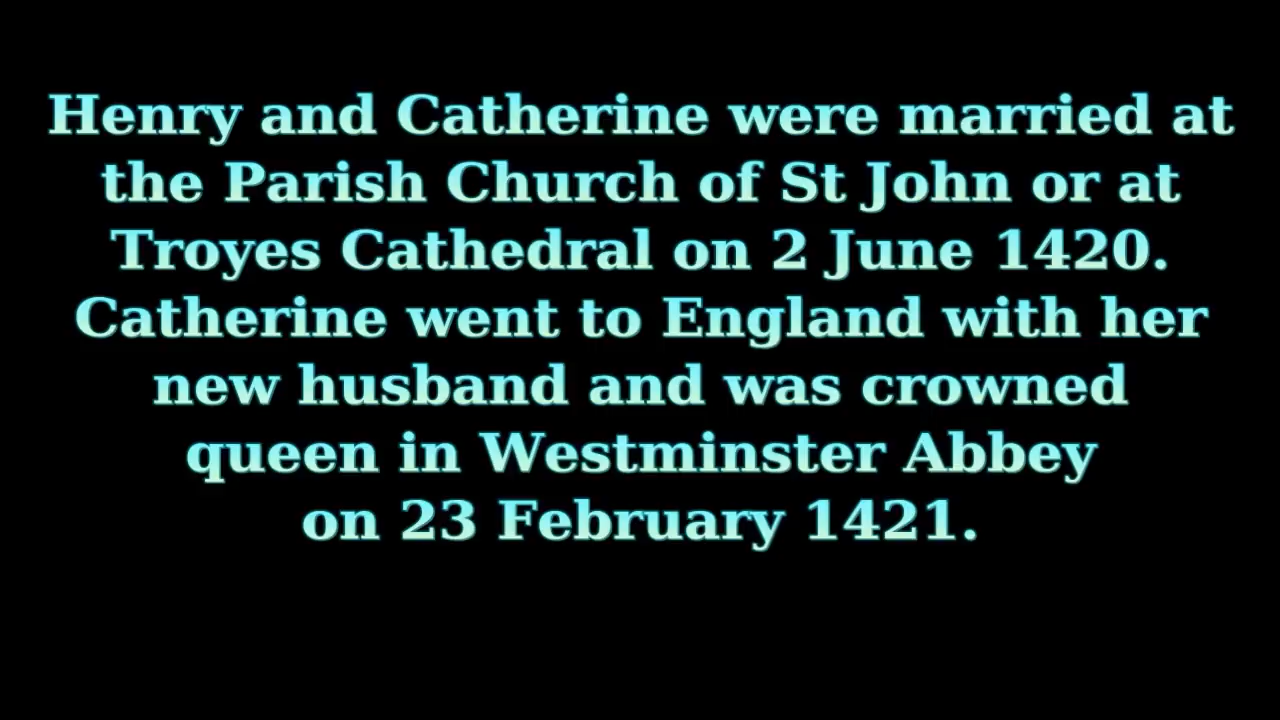 Henry and Catherine were married at
the Parish Church of St John or at
Troyes Cathedral on 2 June 1420.
Catherine went to England with her
new husband and was crowned
queen in Westminster Abbey
on 23 February 1421.